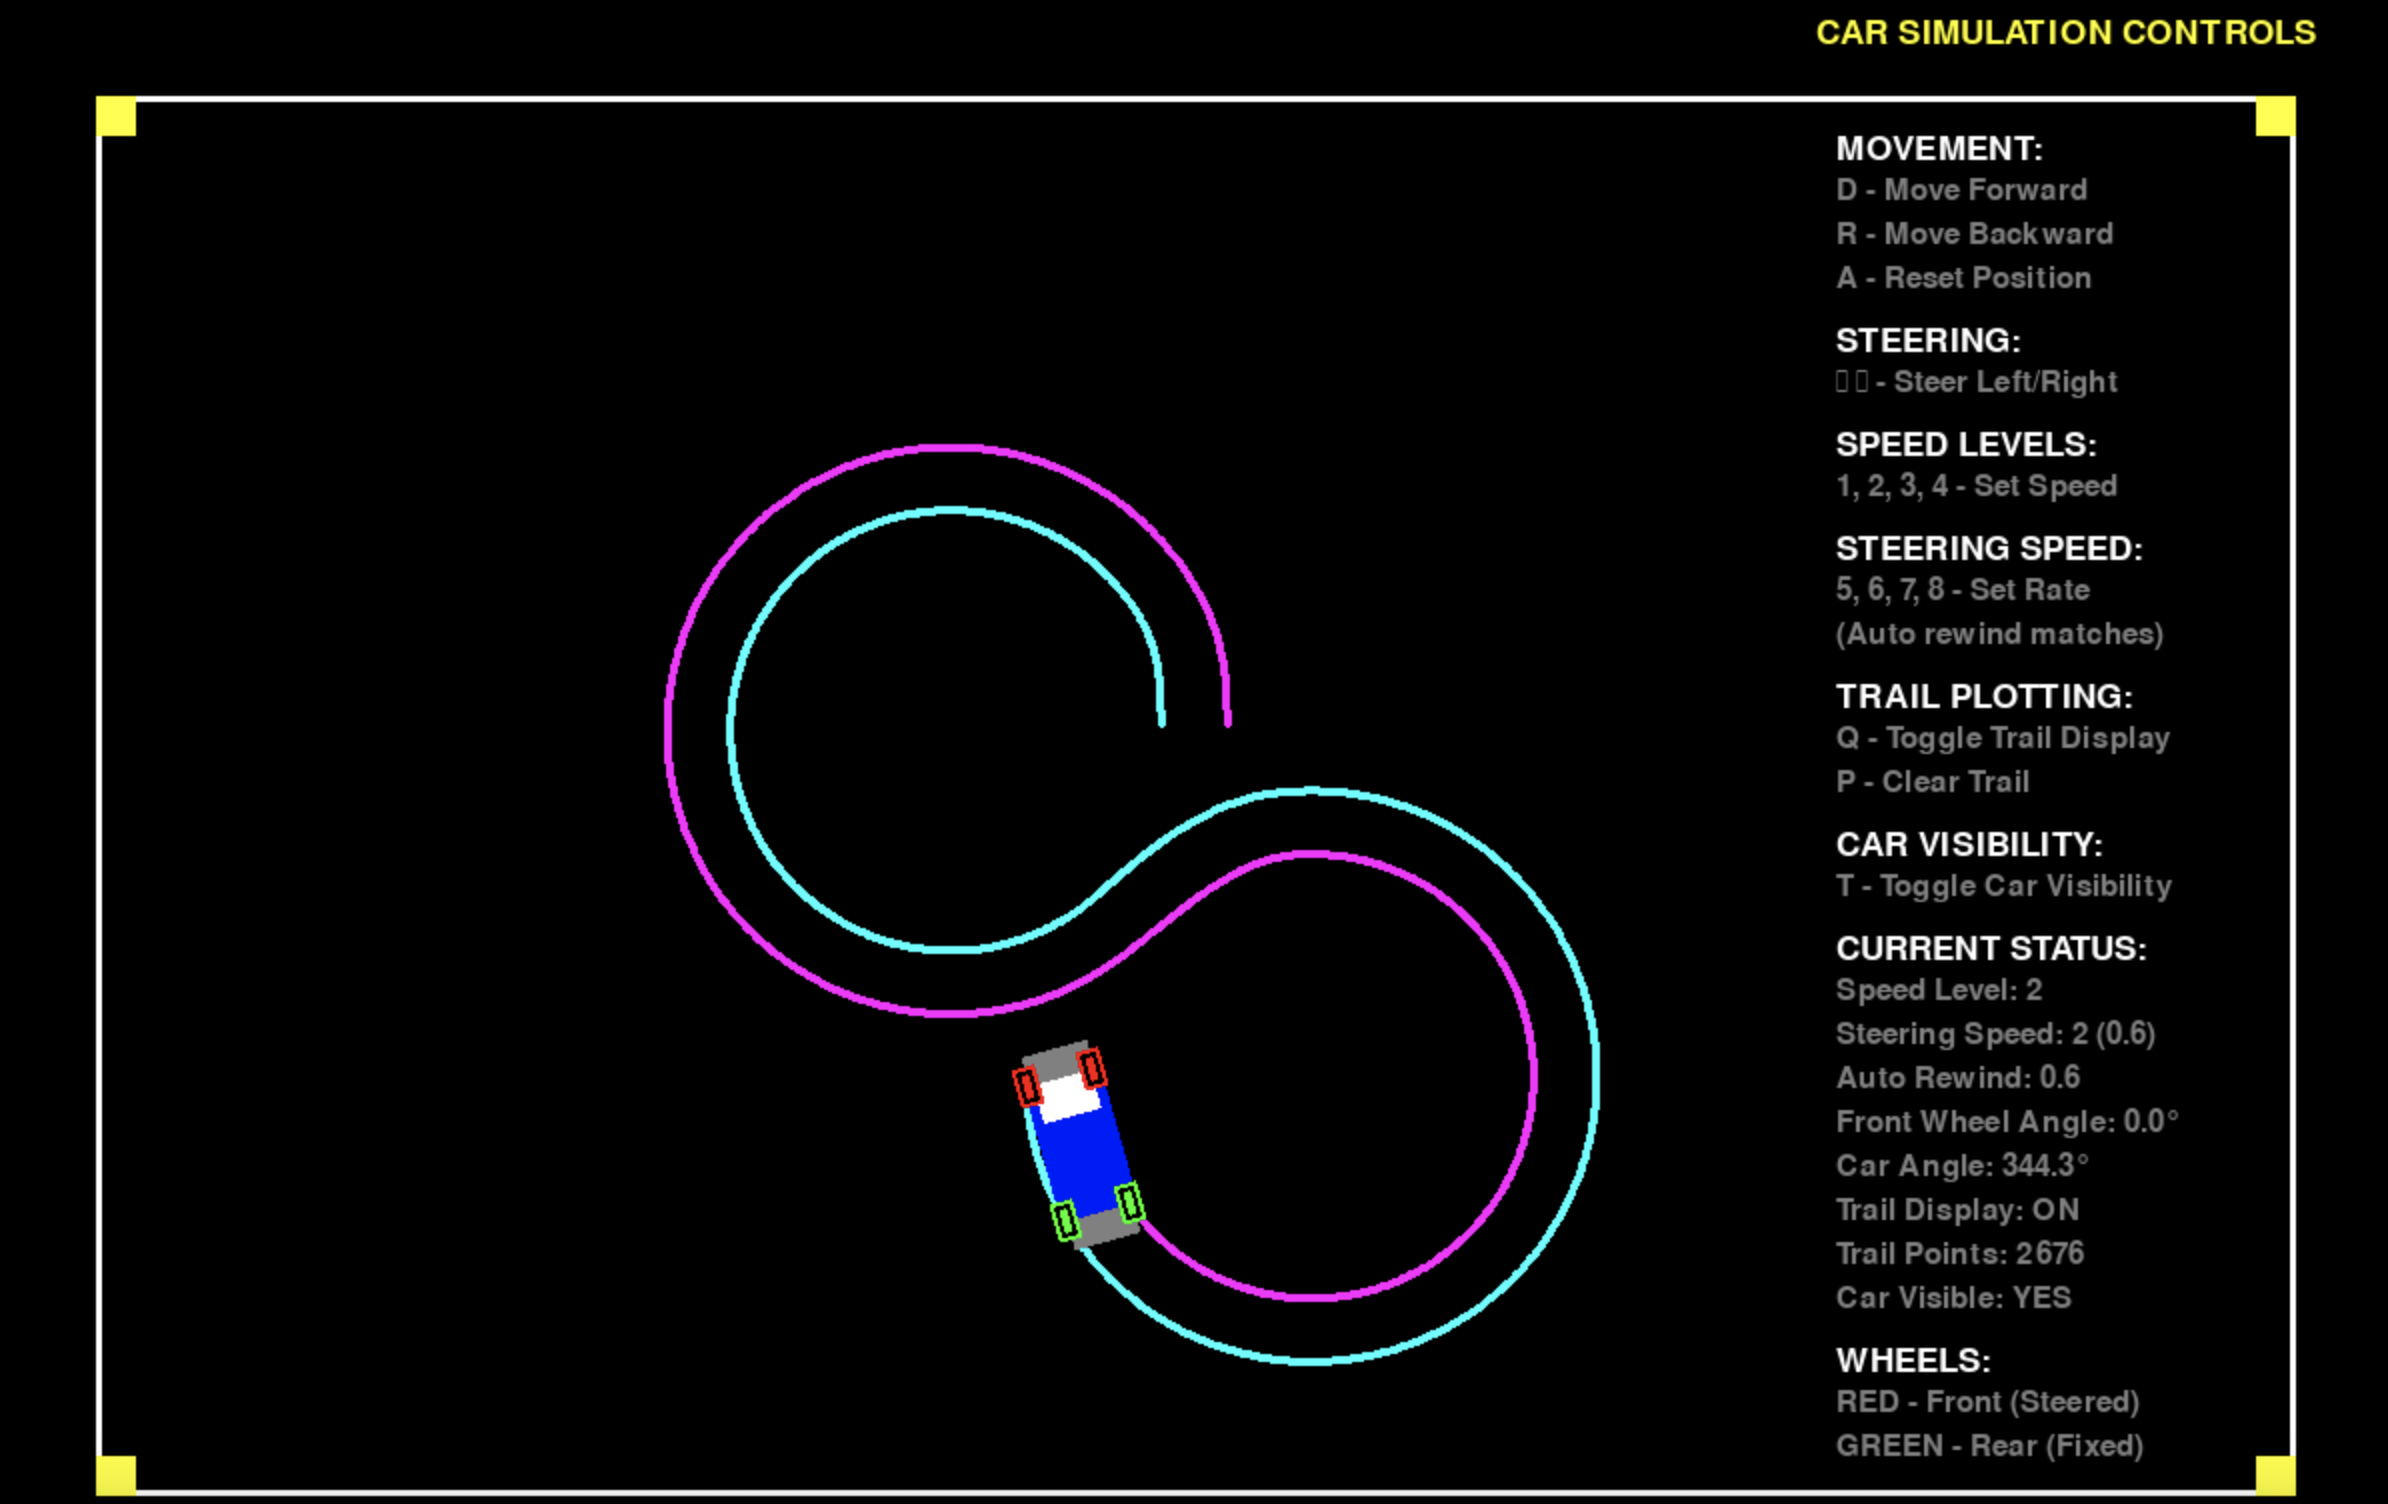 CAR SIMULATION CONTROLS
MOVEMENT:
D - Move Forward
R - Move Backward
A - Reset Position
STEERING:
▯▯ - Steer Left/Right
SPEED LEVELS:
1, 2, 3, 4 - Set Speed
STEERING SPEED:
5, 6, 7, 8 - Set Rate
(Auto rewind matches)
TRAIL PLOTTING:
Q - Toggle Trail Display
P - Clear Trail
CAR VISIBILITY:
T - Toggle Car Visibility
CURRENT STATUS:
Speed Level: 2
Steering Speed: 2 (0.6)
Auto Rewind: 0.6
Front Wheel Angle: 0.0°
Car Angle: 344.3°
Trail Display: ON
Trail Points: 2676
Car Visible: YES
WHEELS:
RED - Front (Steered)
GREEN - Rear (Fixed)